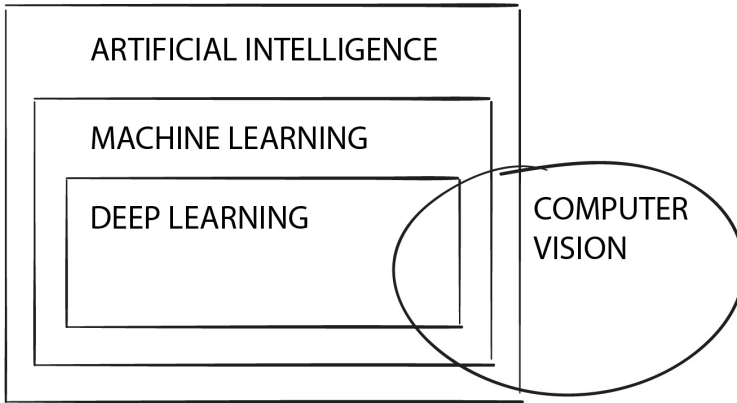 ARTIFICIAL INTELLIGENCE
MACHINE LEARNING
DEEP LEARNING
COMPUTER
VISION